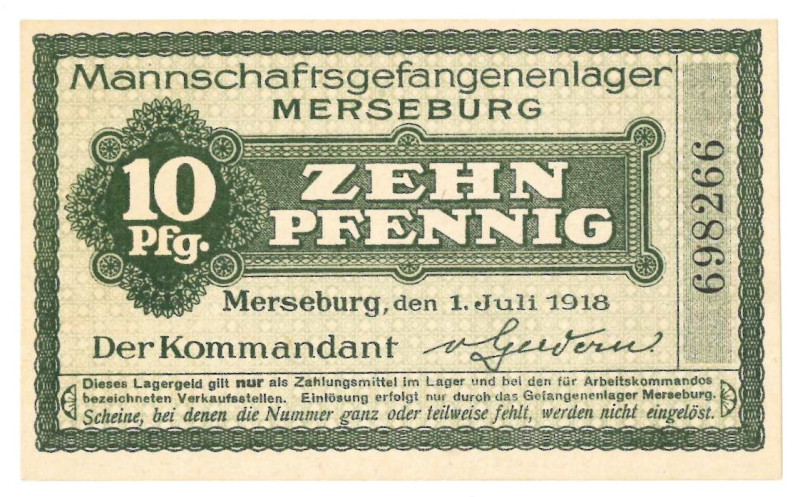 Mannschaftsgefangenenlager
MERSEBURG
10
Pfg.
ZEHN
PFENNIG
698266
Merseburg, den 1. Juli 1918
Der Kommandant
Dieses Lagergeld gilt nur als Zahlungsmittel im Lager und bei den für Arbeitskommandos
bezeichneten Verkaufsstellen. Einlösung erfolgt nur durch das Gefangenenlager Merseburg.
Scheine, bei denen die Nummer ganz oder teilweise fehlt, werden nicht eingelöst.